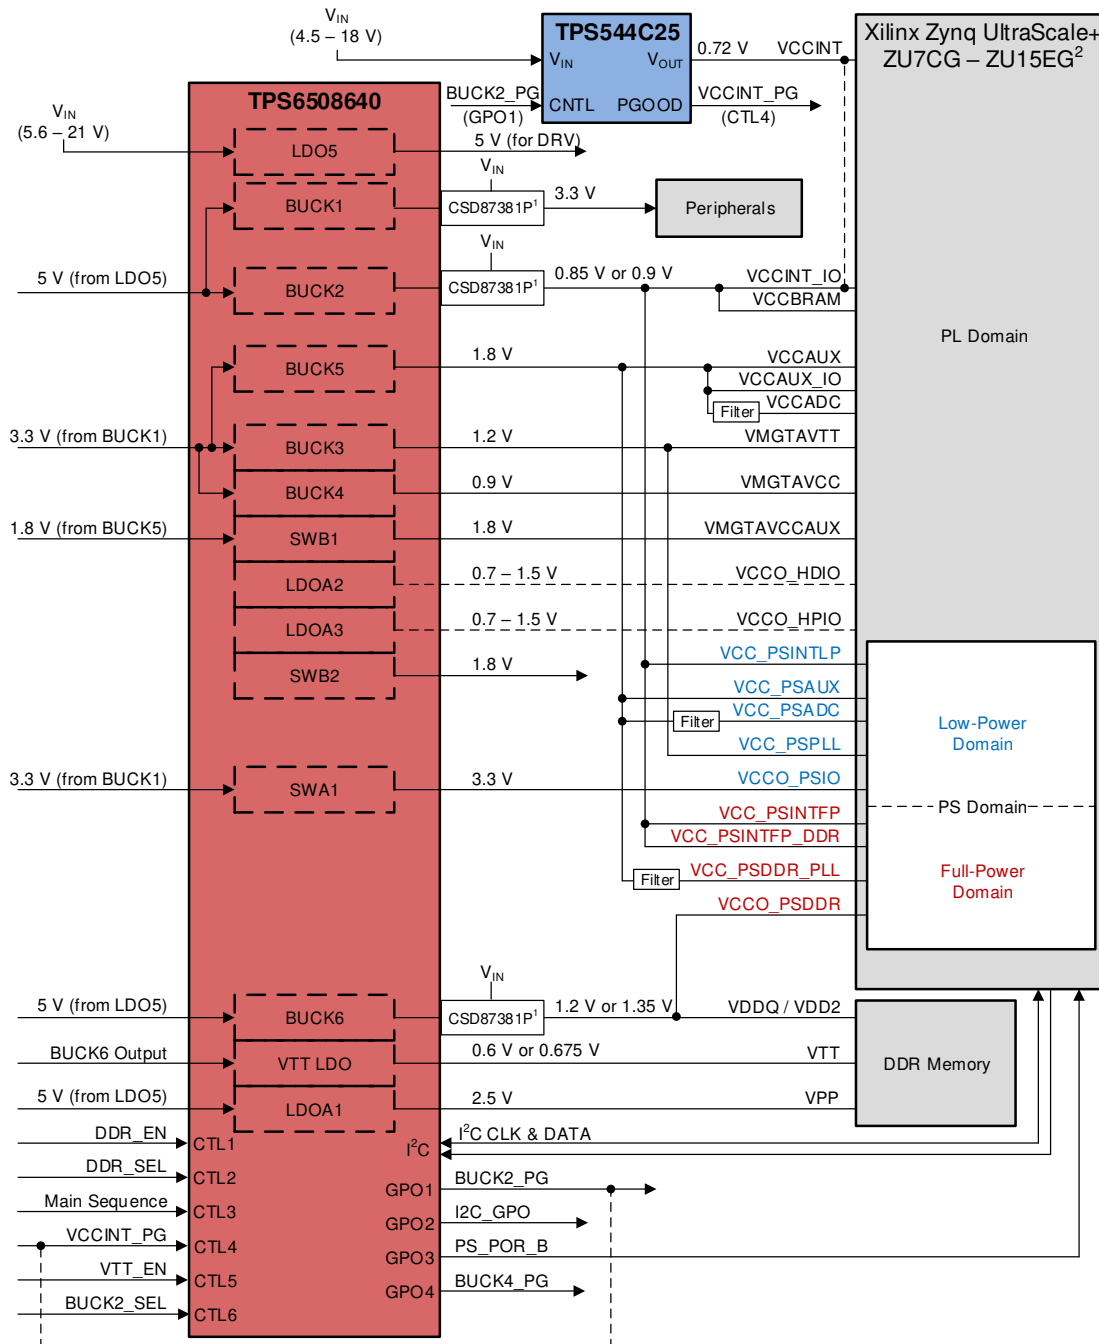 V_IN
(4.5 – 18 V)
TPS544C25
V_IN
V_OUT
CNTL
PGOOD
0.72 V
VCCINT
BUCK2_PG
(GPO1)
VCCINT_PG
(CTL4)
Xilinx Zynq UltraScale+
ZU7CG – ZU15EG²
PL Domain
TPS6508640
V_IN
(5.6 – 21 V)
LDO5
5 V (for DRV)
BUCK1
V_IN
CSD87381P¹
3.3 V
Peripherals
5 V (from LDO5)
BUCK2
V_IN
CSD87381P¹
0.85 V or 0.9 V
VCCINT_IO
VCCBRAM
BUCK5
1.8 V
VCCAUX
VCCAUX_IO
Filter
VCCADC
3.3 V (from BUCK1)
BUCK3
1.2 V
VMGTAVTT
BUCK4
0.9 V
VMGTAVCC
1.8 V (from BUCK5)
SWB1
1.8 V
VMGTAVCCAUX
LDOA2
0.7 – 1.5 V
VCCO_HDIO
LDOA3
0.7 – 1.5 V
VCCO_HPIO
SWB2
1.8 V
VCC_PSINTLP
VCC_PSAUX
Filter
VCC_PSADC
VCC_PSPLL
Low-Power
Domain
3.3 V (from BUCK1)
SWA1
3.3 V
VCCO_PSIO
PS Domain
VCC_PSINTFP
VCC_PSINTFP_DDR
Filter
VCC_PSDDR_PLL
VCCO_PSDDR
Full-Power
Domain
5 V (from LDO5)
BUCK6
V_IN
CSD87381P¹
1.2 V or 1.35 V
VDDQ / VDD2
BUCK6 Output
VTT LDO
0.6 V or 0.675 V
VTT
DDR Memory
5 V (from LDO5)
LDOA1
2.5 V
VPP
DDR_EN
CTL1
I²C
I²C CLK & DATA
DDR_SEL
CTL2
GPO1
BUCK2_PG
Main Sequence
CTL3
GPO2
I2C_GPO
VCCINT_PG
CTL4
GPO3
PS_POR_B
VTT_EN
CTL5
GPO4
BUCK4_PG
BUCK2_SEL
CTL6